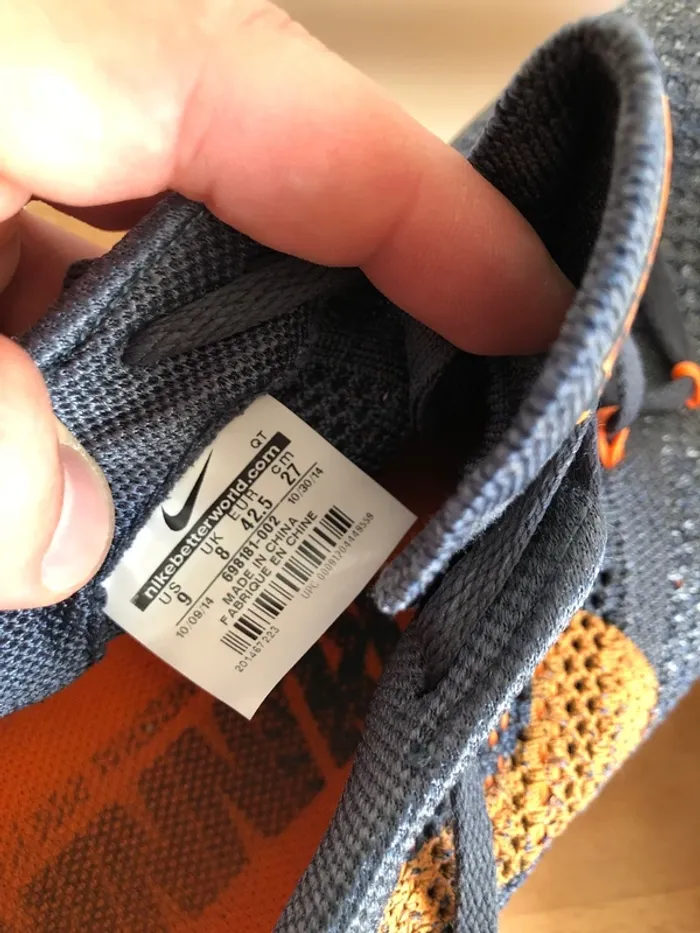 QT
nikebetterworld.com
US UK EUR cm
9 8 42.5 27
698181-002
10/09/14 10/30/14
MADE IN CHINA
FABRIQUE EN CHINE
201467223